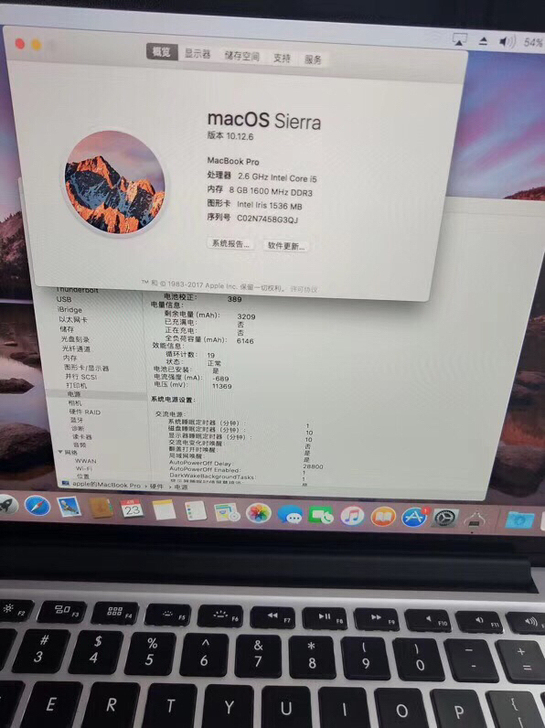 54%
概览 显示器 储存空间 支持 服务
macOS Sierra
版本 10.12.6
MacBook Pro
处理器 2.6 GHz Intel Core i5
内存 8 GB 1600 MHz DDR3
图形卡 Intel Iris 1536 MB
序列号 C02N7458G3QJ
系统报告... 软件更新...
™ 和 © 1983-2017 Apple Inc. 保留一切权利。 许可协议
Thunderbolt
USB
iBridge
以太网卡
储存
光盘刻录
光纤通道
内存
图形卡/显示器
并行 SCSI
打印机
电源
相机
硬件 RAID
蓝牙
诊断
读卡器
音频
网络
WWAN
Wi-Fi
位置
电池校正： 389
电量信息：
剩余电量 (mAh)： 3209
已充满电： 否
正在充电： 否
全负荷容量 (mAh)： 6146
效能信息：
循环计数： 19
状态： 正常
电池已安装： 是
电流强度 (mA)： -689
电压 (mV)： 11369
系统电源设置：
交流电源：
系统睡眠定时器（分钟）： 1
磁盘睡眠定时器（分钟）： 10
显示器睡眠定时器（分钟）： 10
交流电变化时唤醒： 否
翻盖打开时唤醒： 是
局域网唤醒： 是
AutoPowerOff Delay： 28800
AutoPowerOff Enabled： 1
DarkWakeBackgroundTasks： 1
apple的MacBook Pro 硬件 电源
23
F2 F3 F4 F5 F6 F7 F8 F9 F10 F11
# $ % ^ & * ( ) - +
3 4 5 6 7 8 9 0 - =
E R T Y U I O P {
[